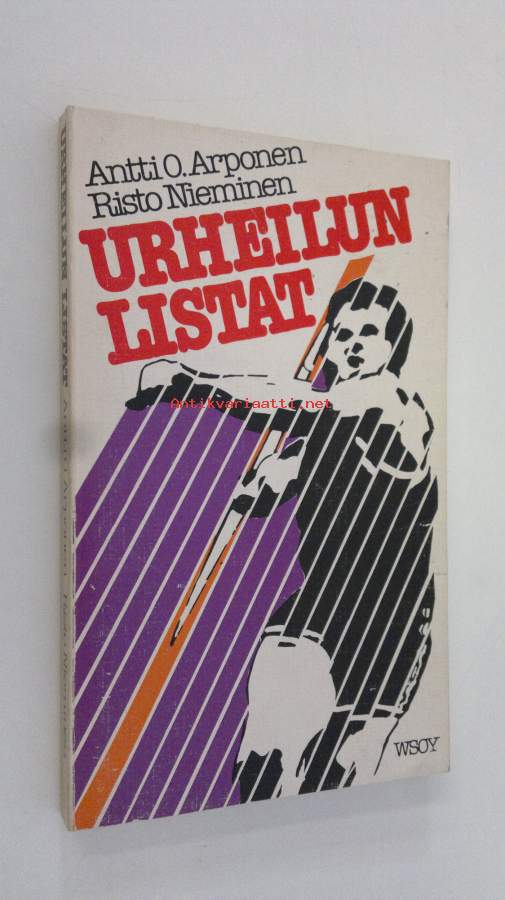 Antti O. Arponen
Risto Nieminen
URHEILUN
LISTAT
Antikvariaatti.net
WSOY
URHEILUN LISTAT